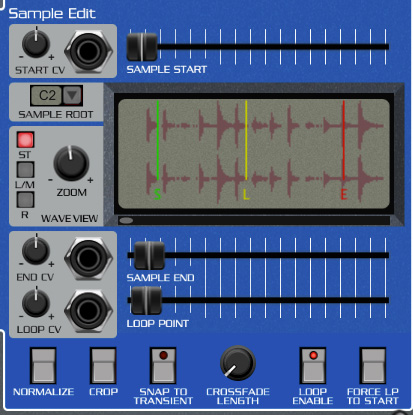 Sample Edit
- +
START CV
SAMPLE START
C2
SAMPLE ROOT
ST
L/M
R
- +
ZOOM
WAVE VIEW
S
L
E
- +
END CV
SAMPLE END
- +
LOOP CV
LOOP POINT
NORMALIZE
CROP
SNAP TO
TRANSIENT
CROSSFADE
LENGTH
LOOP
ENABLE
FORCE LP
TO START